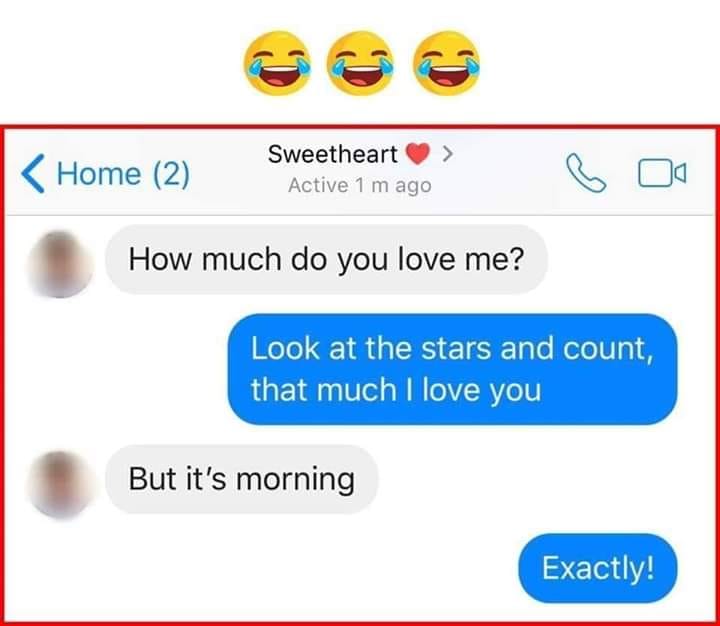 Home (2)
Sweetheart ❤️ >
Active 1 m ago
How much do you love me?
Look at the stars and count,
that much I love you
But it's morning
Exactly!